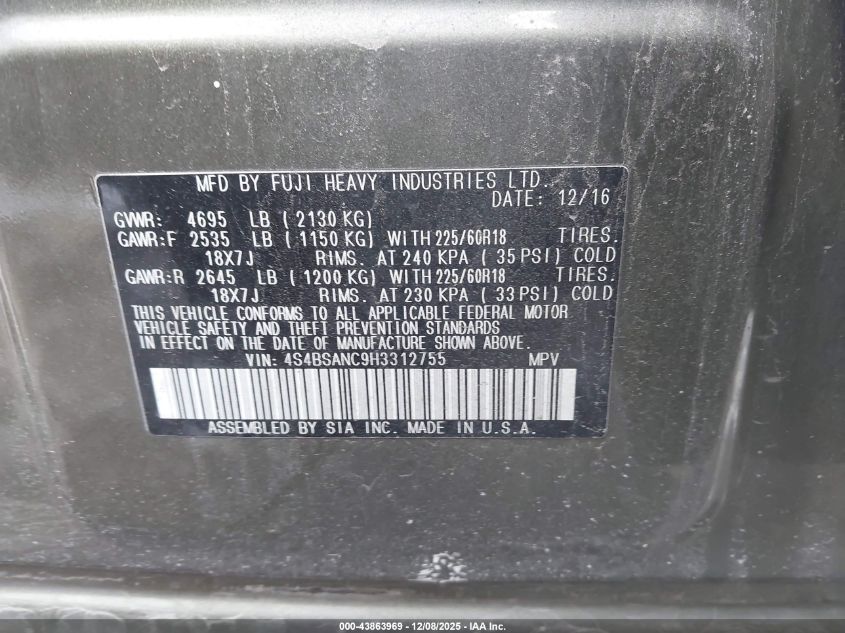 MFD BY FUJI HEAVY INDUSTRIES LTD.
DATE: 12/16
GVWR: 4695 LB ( 2130 KG)
GAWR:F 2535 LB ( 1150 KG) WITH 225/60R18 TIRES.
18X7J RIMS. AT 240 KPA ( 35 PSI) COLD
GAWR:R 2645 LB ( 1200 KG) WITH 225/60R18 TIRES.
18X7J RIMS. AT 230 KPA ( 33 PSI) COLD
THIS VEHICLE CONFORMS TO ALL APPLICABLE FEDERAL MOTOR
VEHICLE SAFETY AND THEFT PREVENTION STANDARDS
IN EFFECT ON THE DATE OF MANUFACTURE SHOWN ABOVE.
VIN: 4S4BSANC9H3312755 MPV
ASSEMBLED BY SIA INC. MADE IN U.S.A.
000-43863969 - 12/08/2025 - IAA Inc.